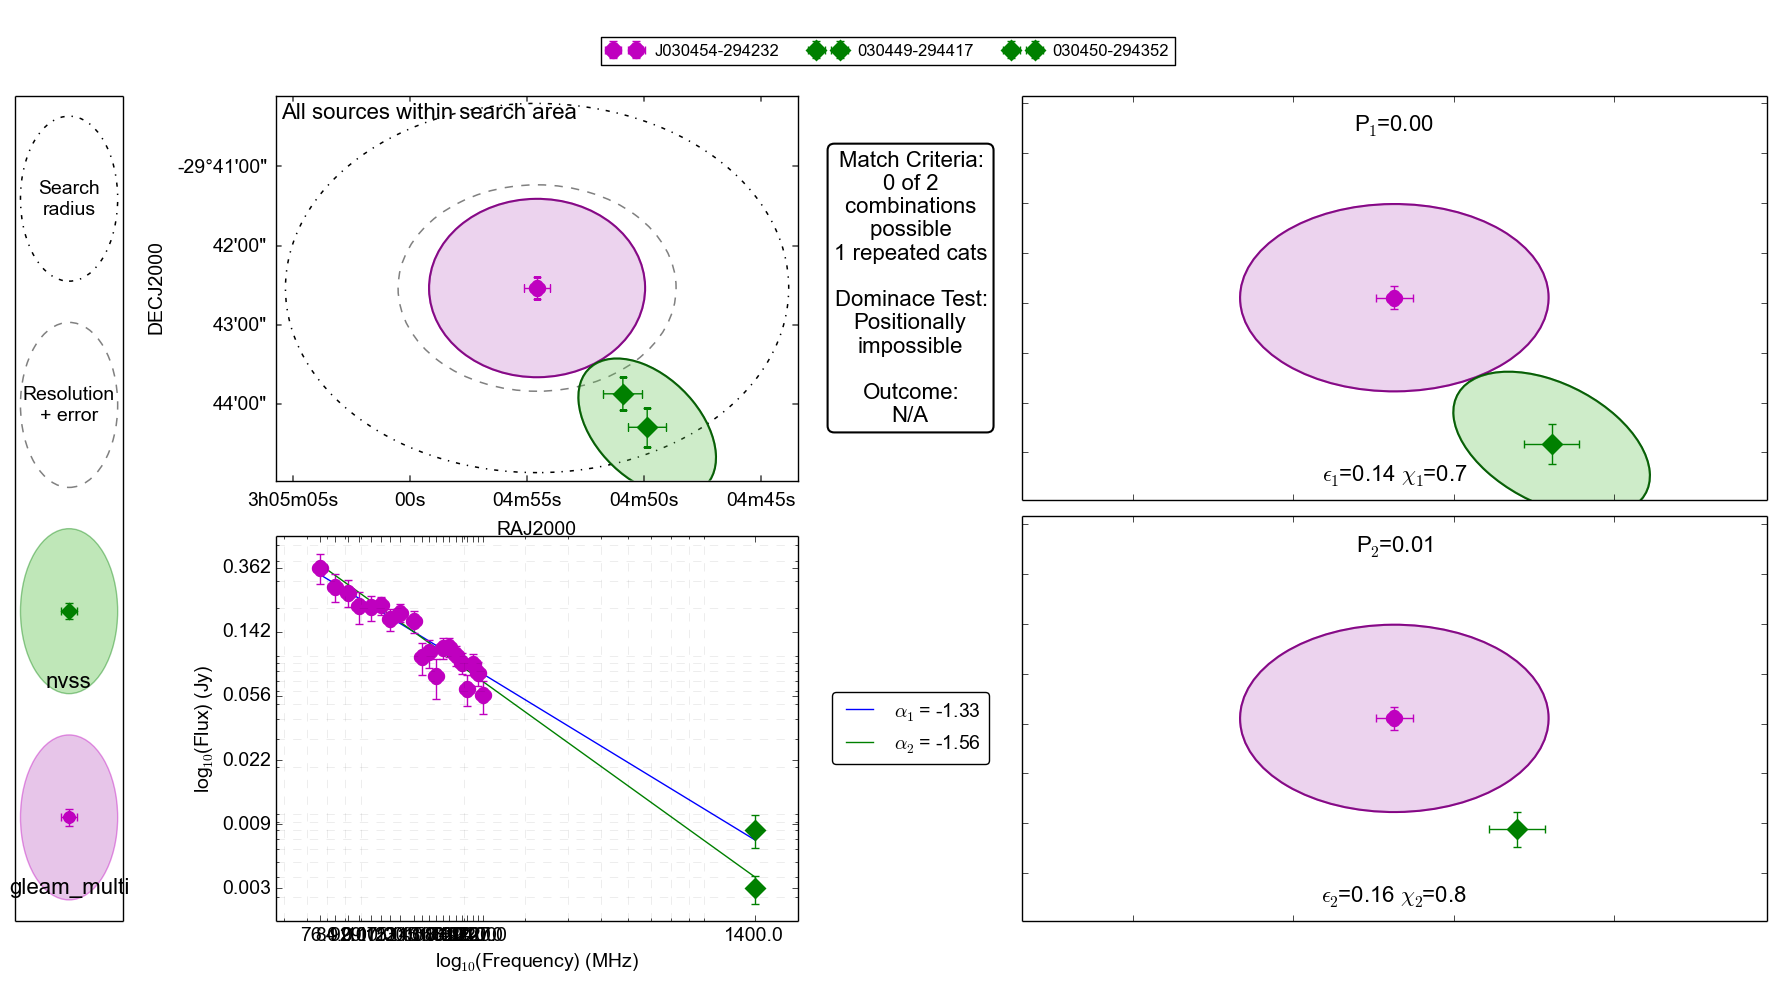 J030454-294232
030449-294417
030450-294352
Search
radius
Resolution
+ error
nvss
gleam_multi
All sources within search area
DECJ2000
-29°41'00"
42'00"
43'00"
44'00"
3h05m05s
00s
04m55s
04m50s
04m45s
RAJ2000
Match Criteria:
0 of 2
combinations
possible
1 repeated cats
Dominace Test:
Positionally
impossible
Outcome:
N/A
P1=0.00
ϵ1=0.14 χ1=0.7
P2=0.01
ϵ2=0.16 χ2=0.8
log10(Flux) (Jy)
0.362
0.142
0.056
0.022
0.009
0.003
1400.0
log10(Frequency) (MHz)
α1 = -1.33
α2 = -1.56